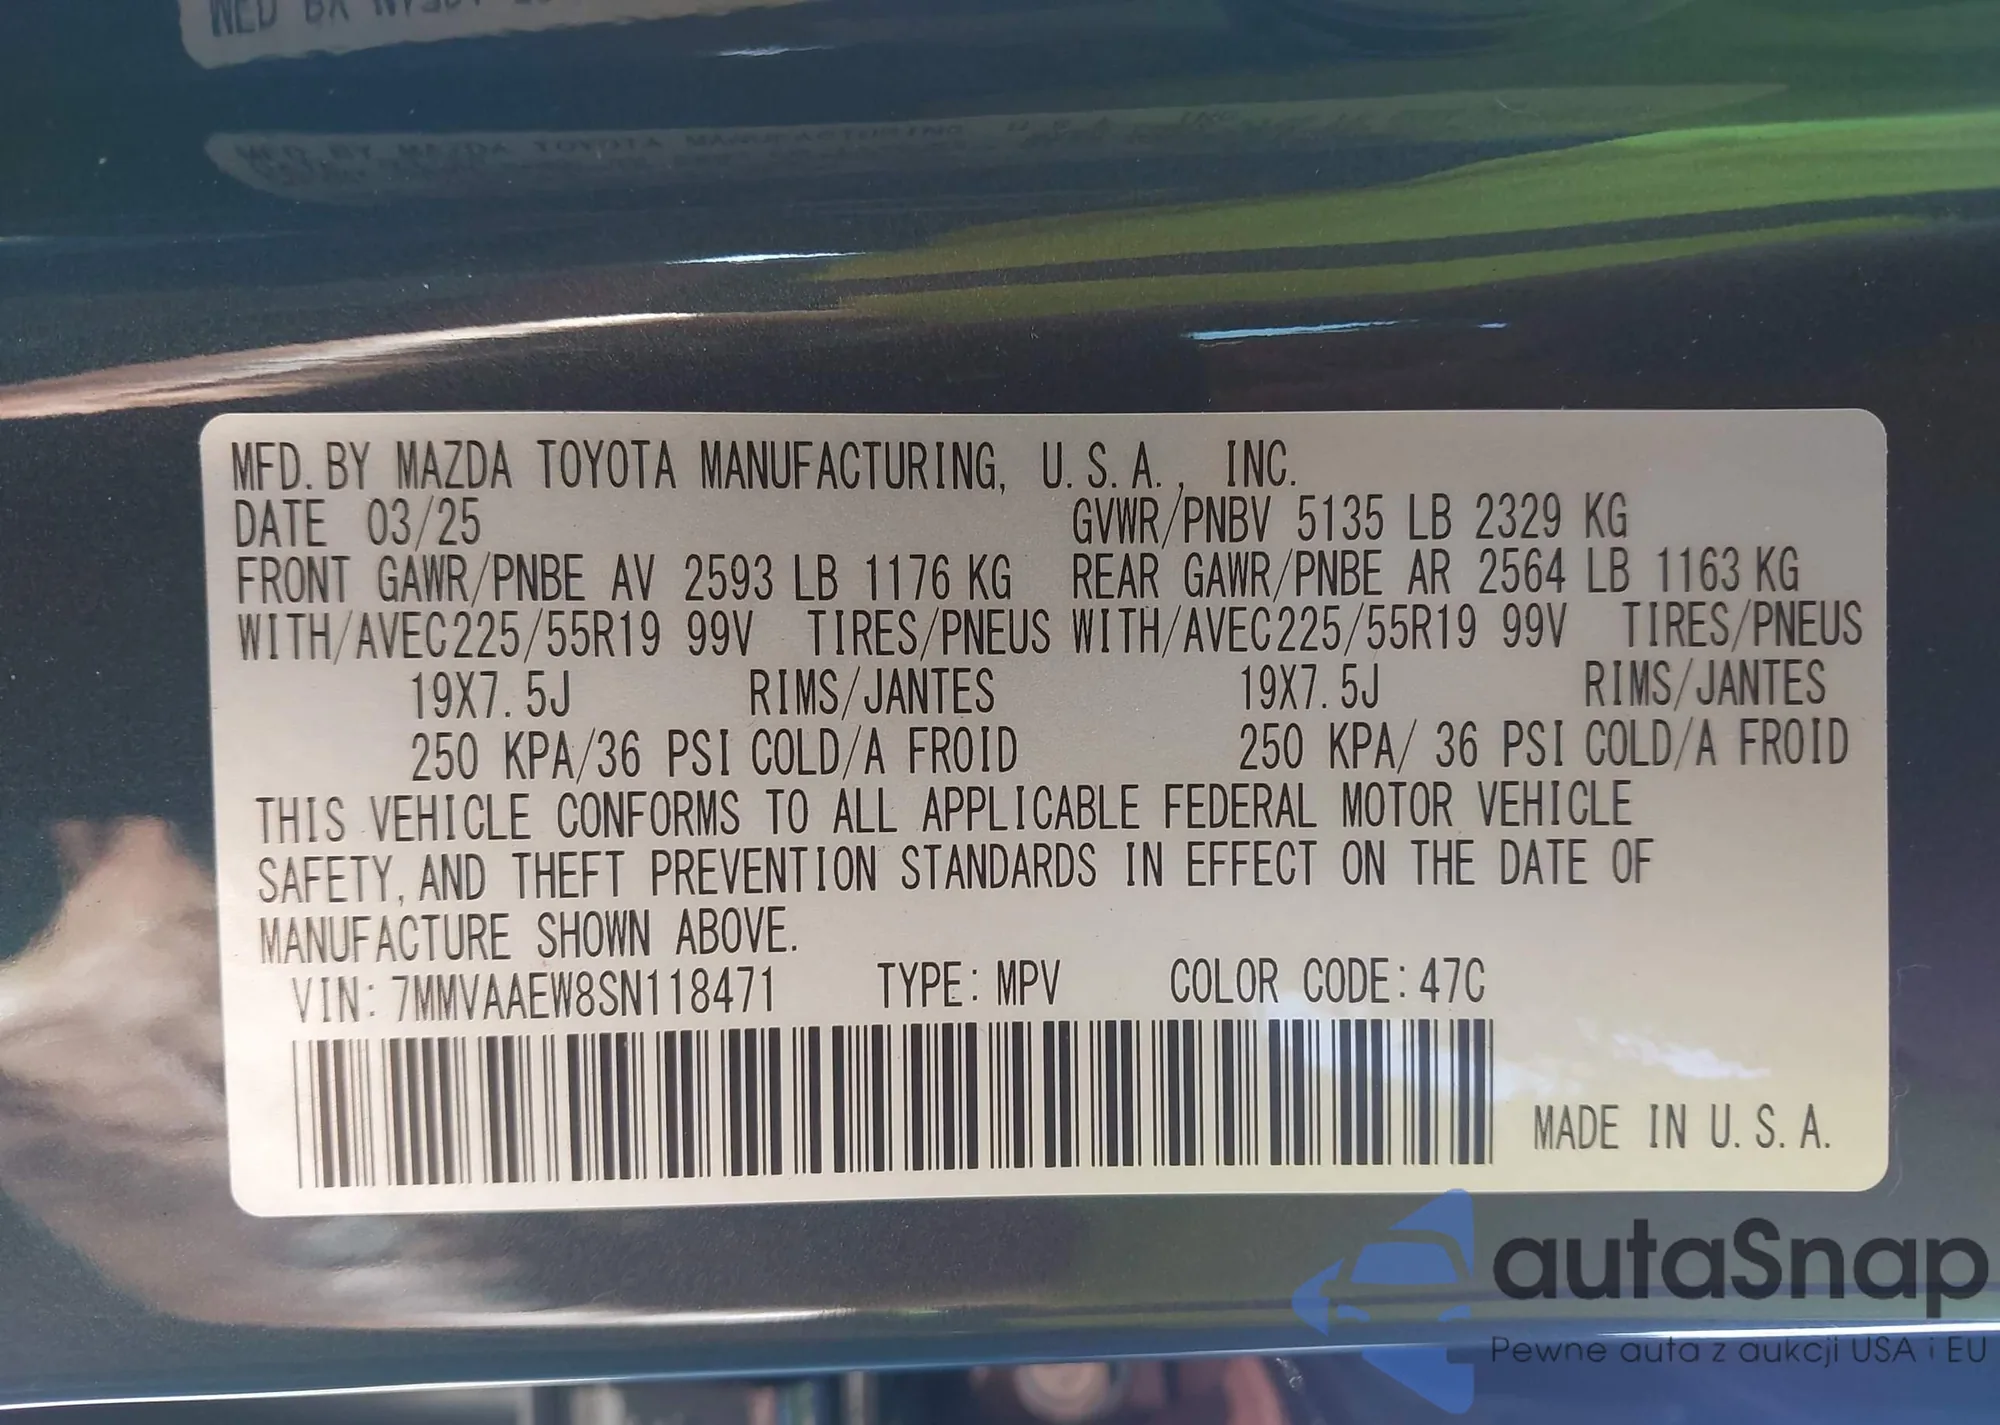 MFD. BY MAZDA TOYOTA MANUFACTURING, U.S.A., INC.
DATE 03/25 GVWR/PNBV 5135 LB 2329 KG
FRONT GAWR/PNBE AV 2593 LB 1176 KG REAR GAWR/PNBE AR 2564 LB 1163 KG
WITH/AVEC 225/55R19 99V TIRES/PNEUS WITH/AVEC 225/55R19 99V TIRES/PNEUS
19X7.5J RIMS/JANTES 19X7.5J RIMS/JANTES
250 KPA/36 PSI COLD/A FROID 250 KPA/ 36 PSI COLD/A FROID
THIS VEHICLE CONFORMS TO ALL APPLICABLE FEDERAL MOTOR VEHICLE
SAFETY, AND THEFT PREVENTION STANDARDS IN EFFECT ON THE DATE OF
MANUFACTURE SHOWN ABOVE.
VIN: 7MMVAAEW8SN118471 TYPE: MPV COLOR CODE: 47C
MADE IN U.S.A.
autaSnap
Pewne auta z aukcji USA i EU